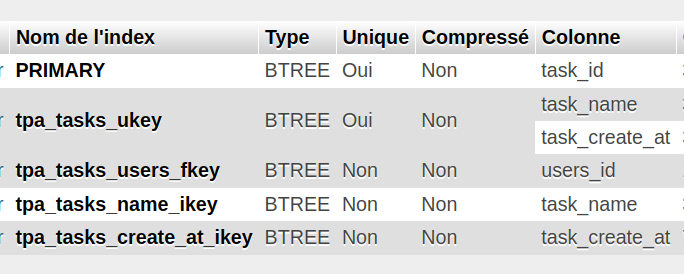 Nom de l'index Type Unique Compressé Colonne
PRIMARY BTREE Oui Non task_id
tpa_tasks_ukey BTREE Oui Non task_name
task_create_at
tpa_tasks_users_fkey BTREE Non Non users_id
tpa_tasks_name_ikey BTREE Non Non task_name
tpa_tasks_create_at_ikey BTREE Non Non task_create_at